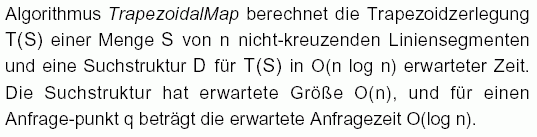 Algorithmus TrapezoidalMap berechnet die Trapezoidzerlegung
T(S) einer Menge S von n nicht-kreuzenden Liniensegmenten
und eine Suchstruktur D für T(S) in O(n log n) erwarteter Zeit.
Die Suchstruktur hat erwartete Größe O(n), und für einen
Anfrage-punkt q beträgt die erwartete Anfragezeit O(log n).